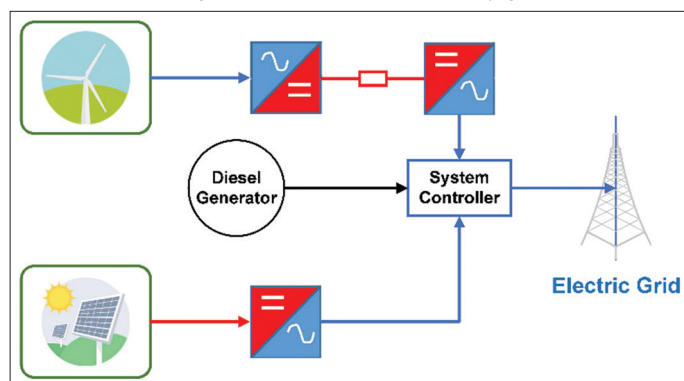 Diesel
Generator
System
Controller
Electric Grid